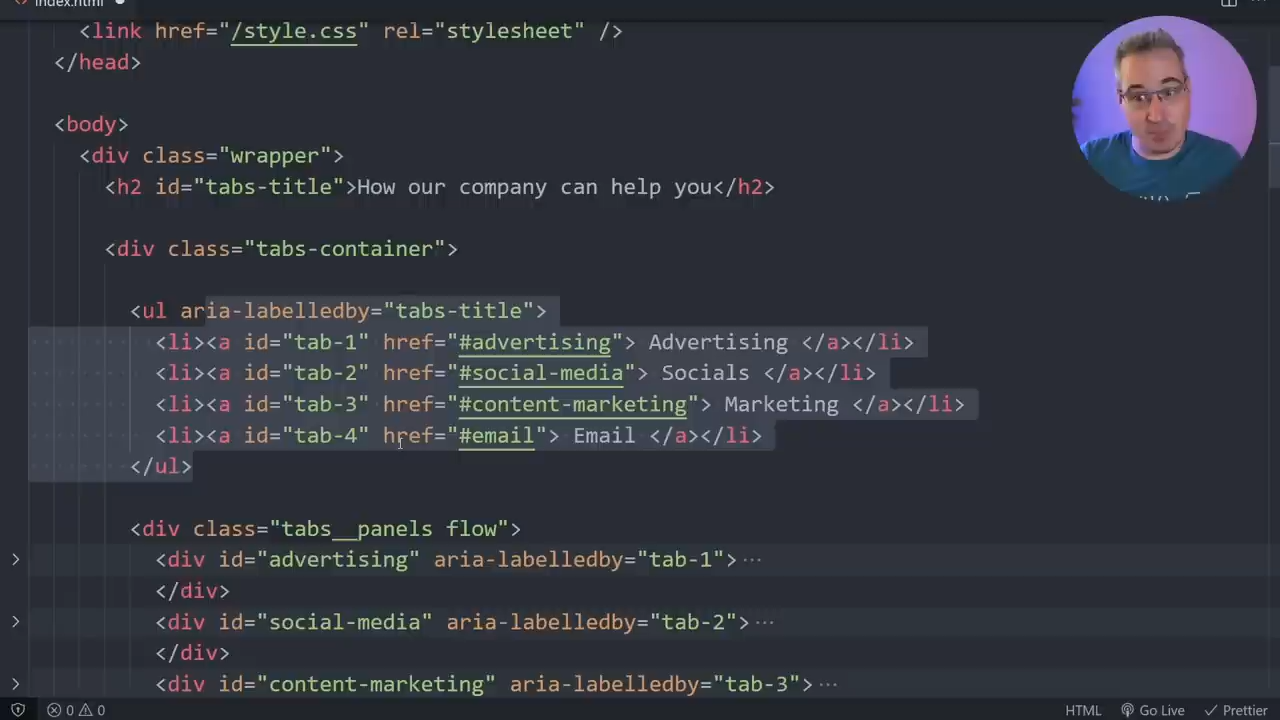 index.html
<link href="/style.css" rel="stylesheet" />
</head>
<body>
<div class="wrapper">
<h2 id="tabs-title">How our company can help you</h2>
<div class="tabs-container">
<ul aria-labelledby="tabs-title">
<li><a id="tab-1" href="#advertising"> Advertising </a></li>
<li><a id="tab-2" href="#social-media"> Socials </a></li>
<li><a id="tab-3" href="#content-marketing"> Marketing </a></li>
<li><a id="tab-4" href="#email"> Email </a></li>
</ul>
<div class="tabs__panels flow">
<div id="advertising" aria-labelledby="tab-1"> ···
</div>
<div id="social-media" aria-labelledby="tab-2"> ···
</div>
<div id="content-marketing" aria-labelledby="tab-3"> ···
0 0 HTML Go Live Prettier